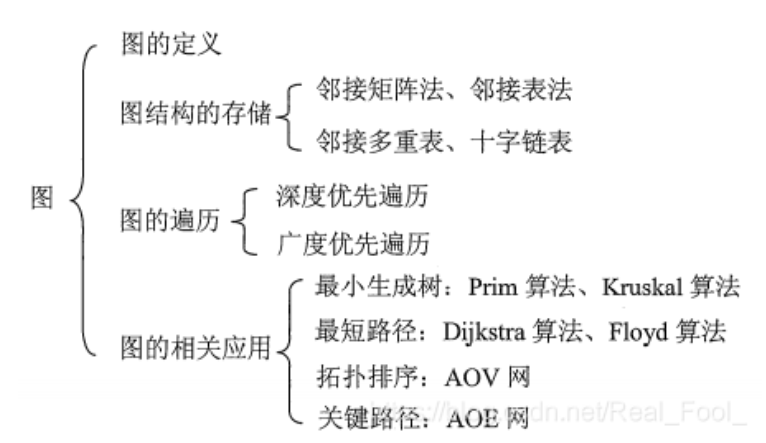 图的定义
邻接矩阵法、邻接表法
图结构的存储
邻接多重表、十字链表
图
深度优先遍历
图的遍历
广度优先遍历
最小生成树：Prim 算法、Kruskal 算法
最短路径：Dijkstra 算法、Floyd 算法
图的相关应用
拓扑排序：AOV 网
关键路径：AOE 网
https://blog.csdn.net/Real_Fool_